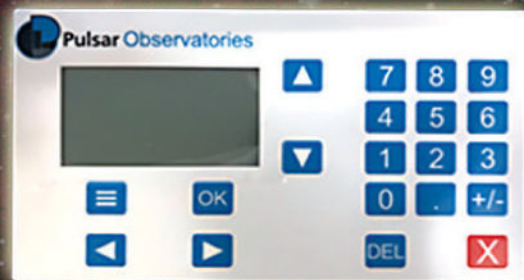 Pulsar Observatories
7 8 9
4 5 6
1 2 3
OK
0 . +/-
DEL X